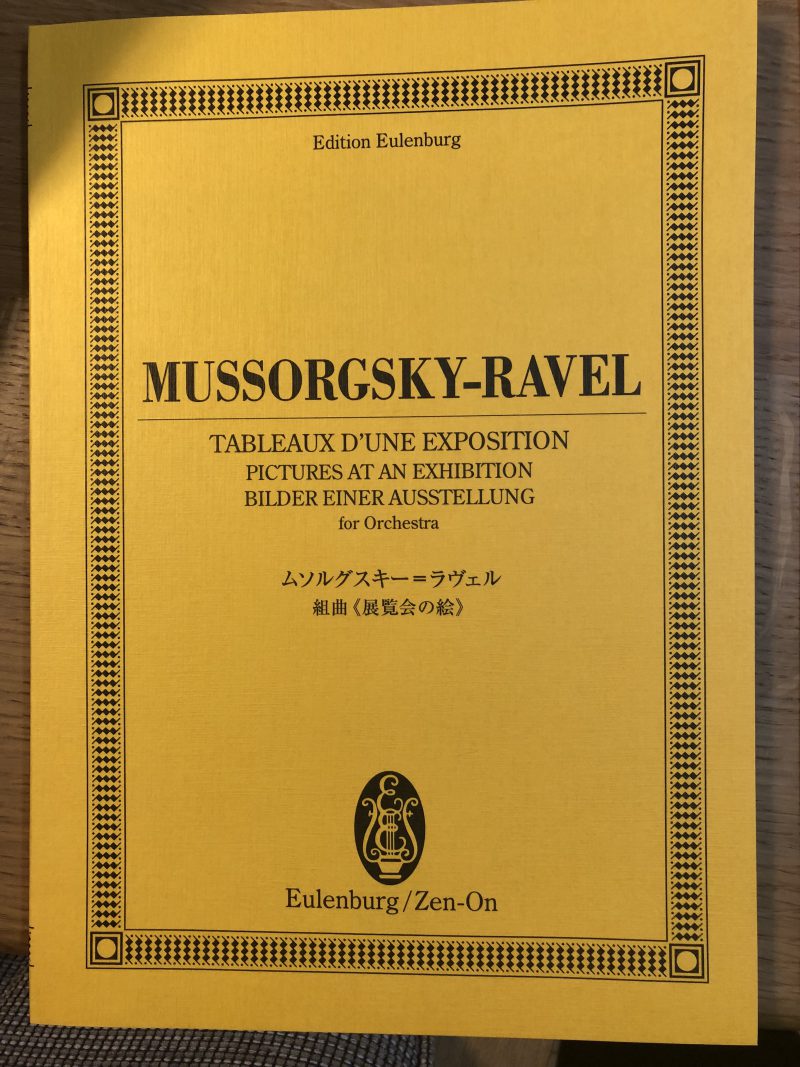 Edition Eulenburg
MUSSORGSKY-RAVEL
TABLEAUX D'UNE EXPOSITION
PICTURES AT AN EXHIBITION
BILDER EINER AUSSTELLUNG
for Orchestra
ムソルグスキー=ラヴェル
組曲《展覧会の絵》
Eulenburg/Zen-On